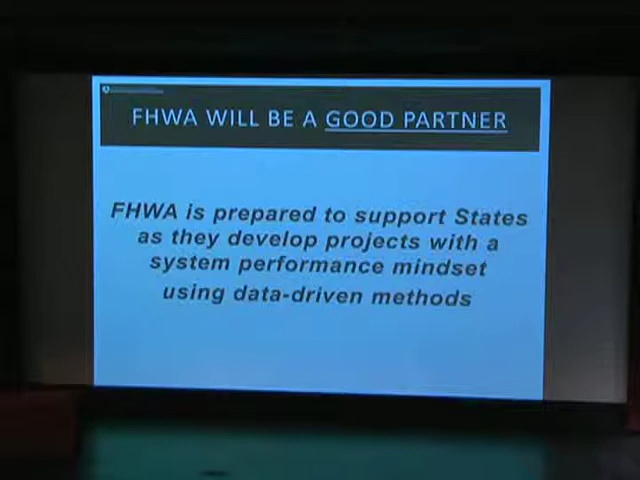 FHWA WILL BE A GOOD PARTNER
FHWA is prepared to support States
as they develop projects with a
system performance mindset
using data-driven methods